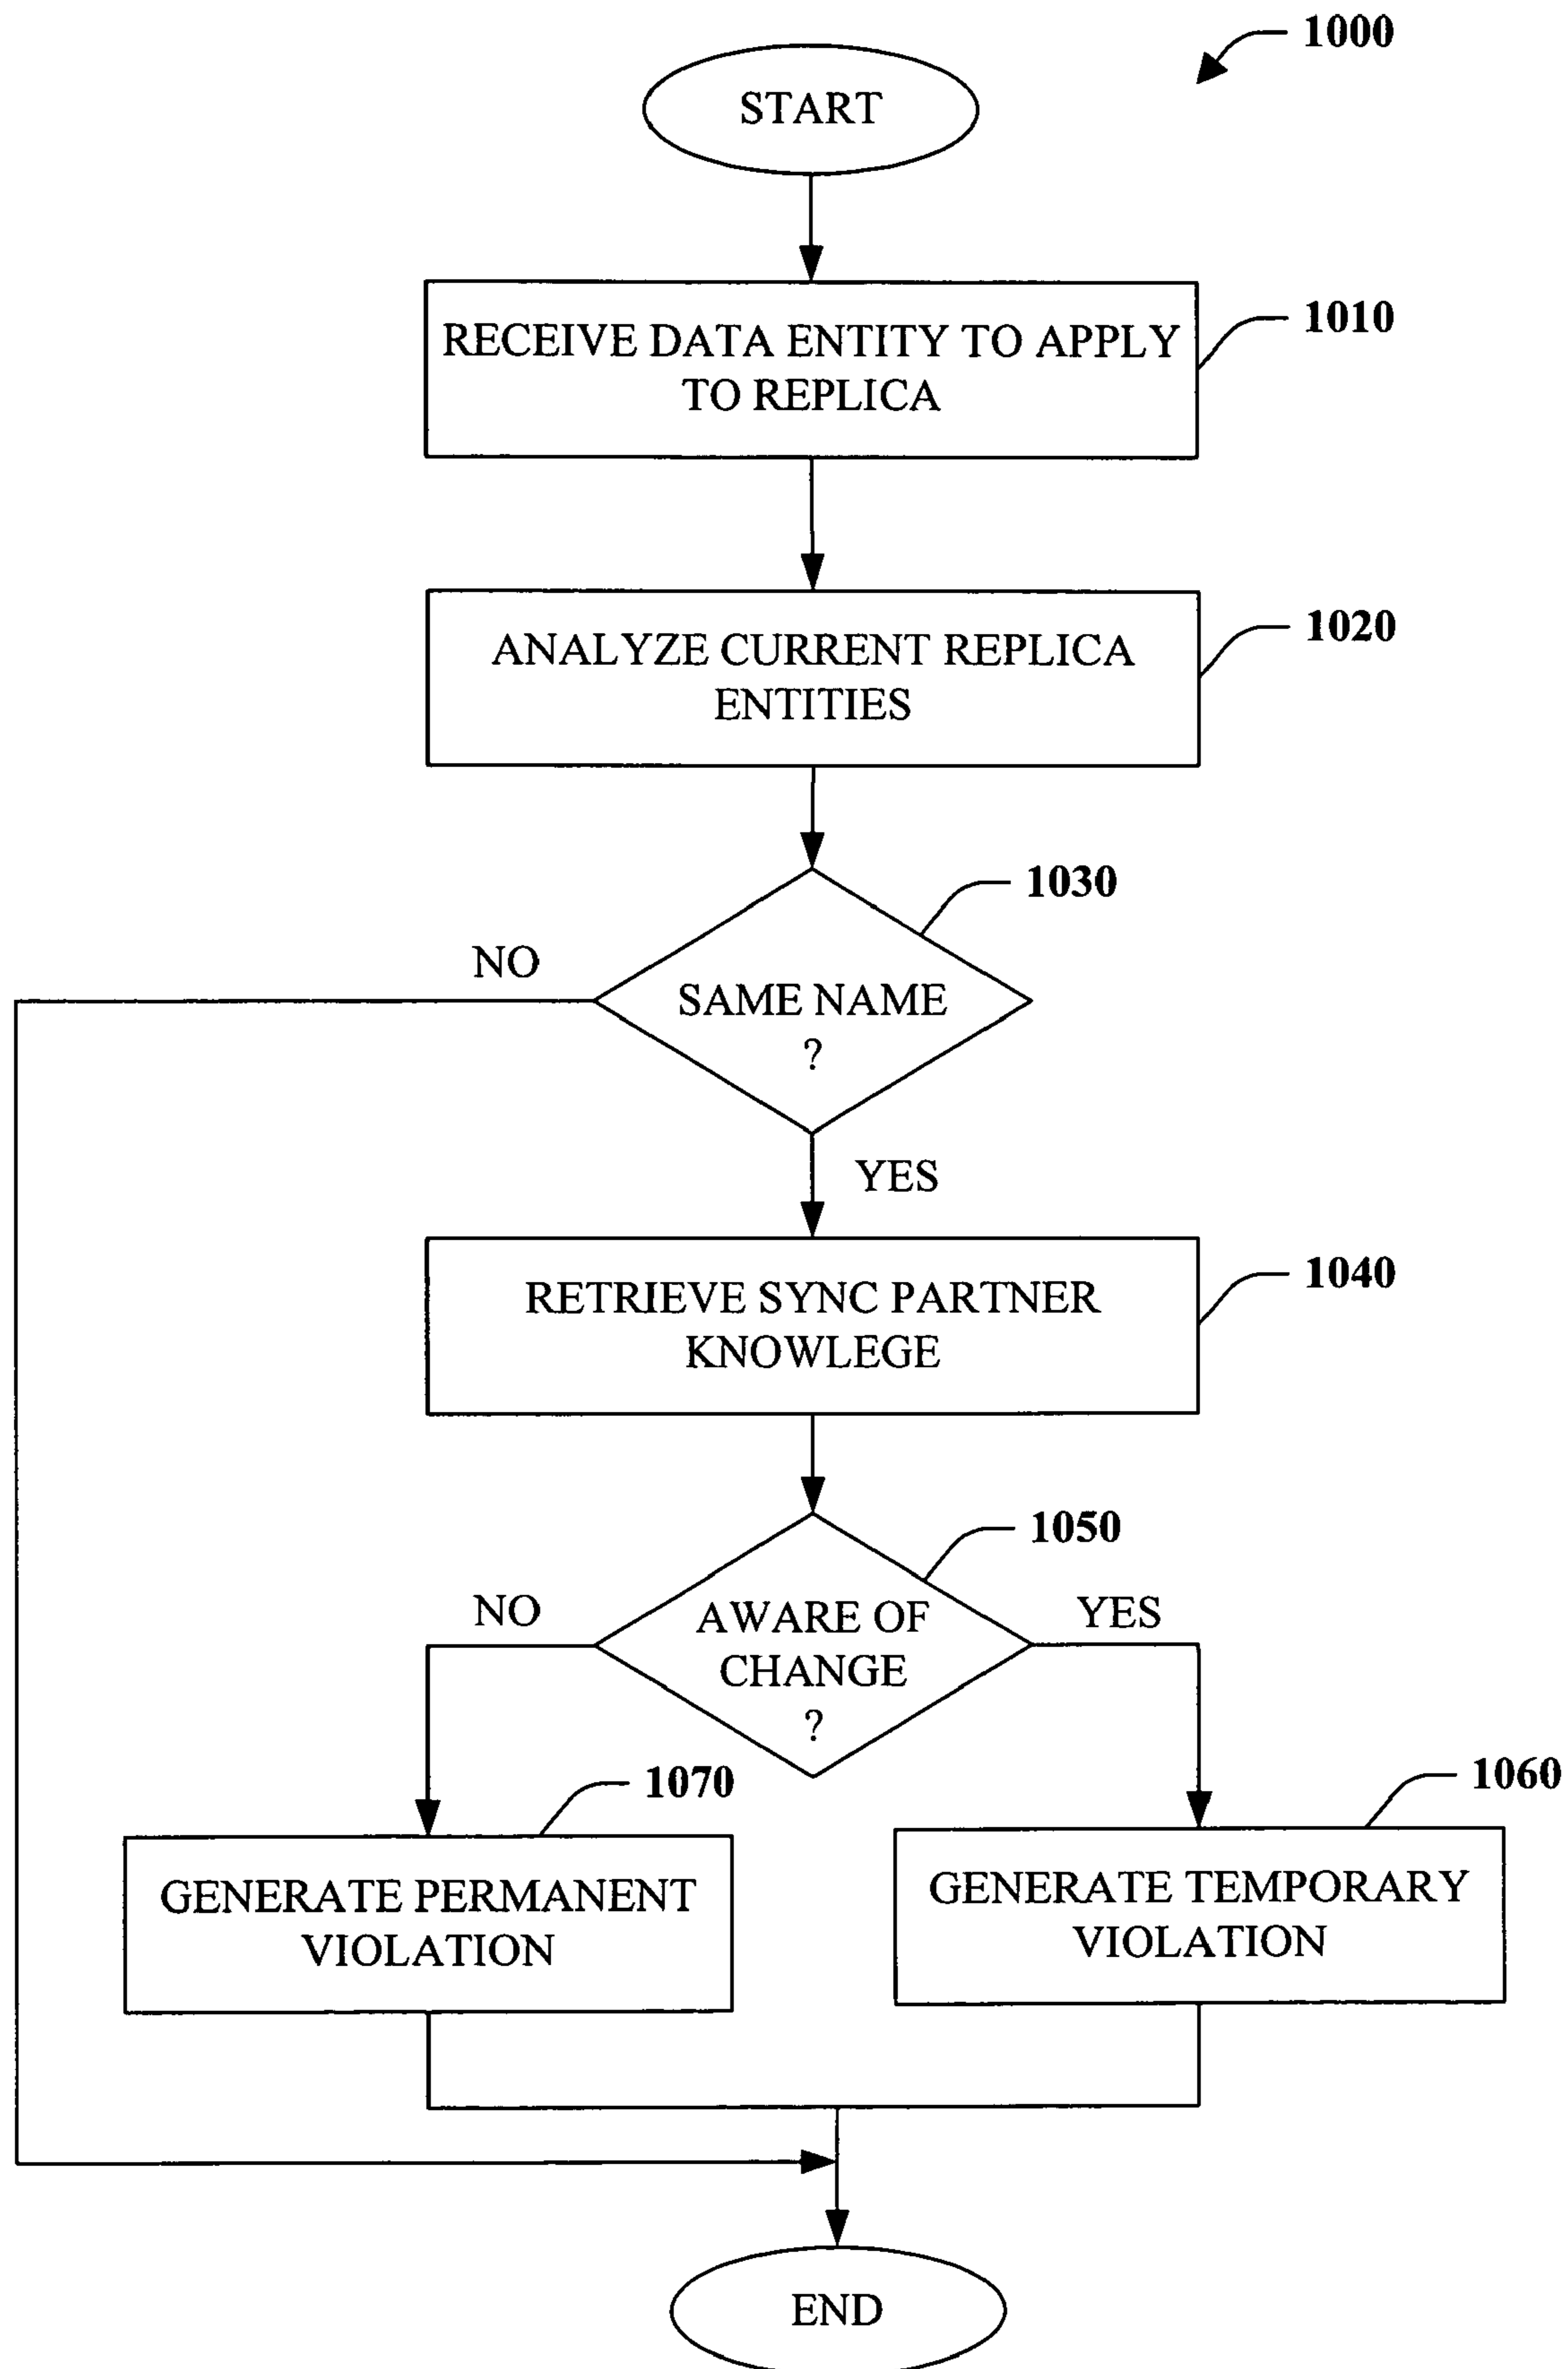 1000
START
RECEIVE DATA ENTITY TO APPLY
TO REPLICA
1010
ANALYZE CURRENT REPLICA
ENTITIES
1020
1030
NO
SAME NAME
?
YES
RETRIEVE SYNC PARTNER
KNOWLEGE
1040
1050
NO
AWARE OF
CHANGE
?
YES
1070
1060
GENERATE PERMANENT
VIOLATION
GENERATE TEMPORARY
VIOLATION
END